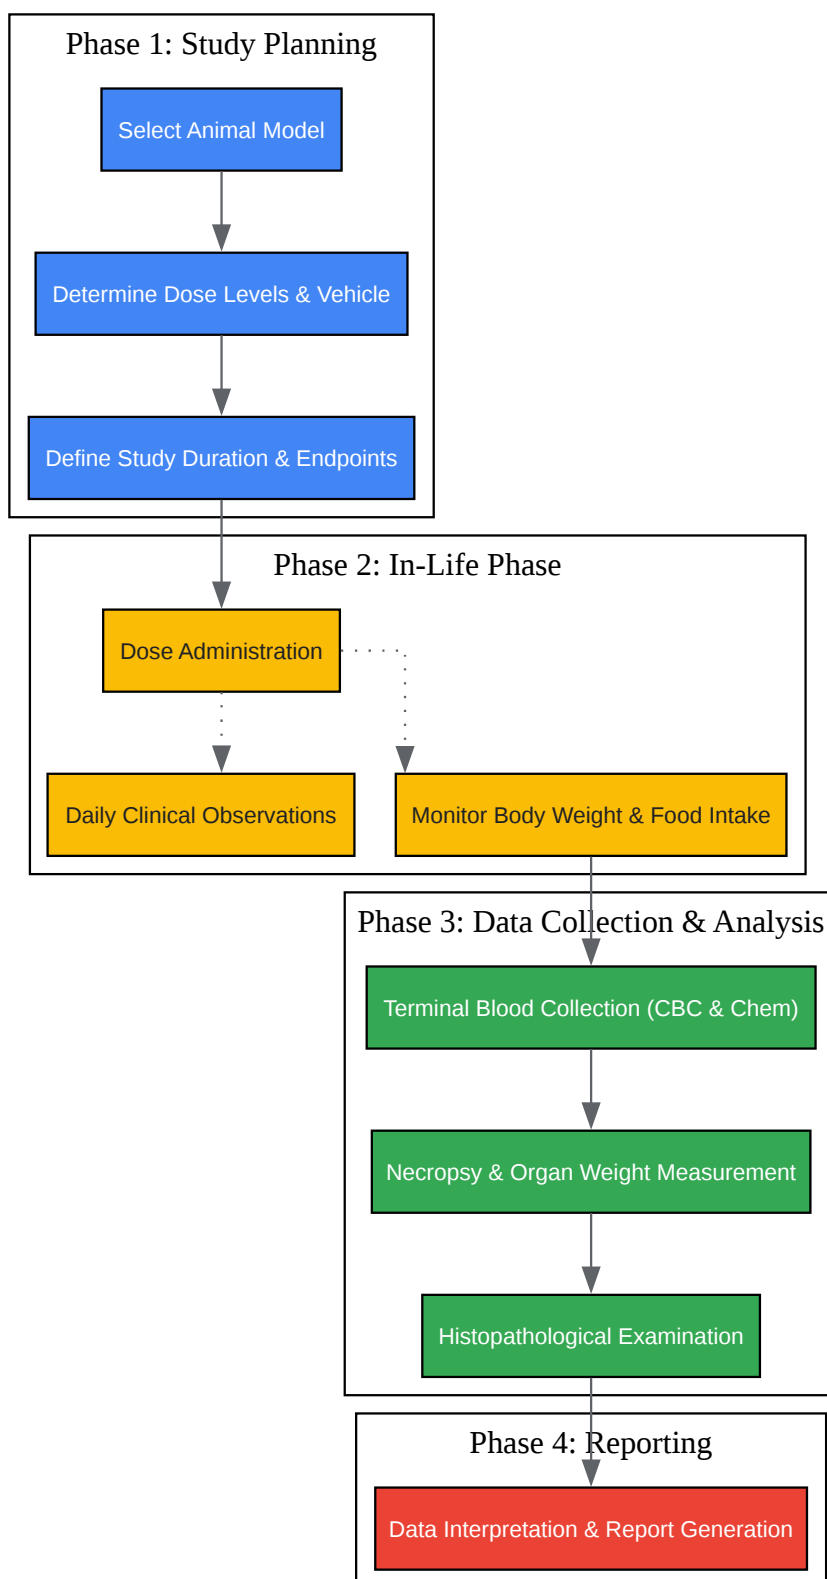 Phase 1: Study Planning
Select Animal Model
Determine Dose Levels & Vehicle
Define Study Duration & Endpoints
Phase 2: In-Life Phase
Dose Administration
Daily Clinical Observations
Monitor Body Weight & Food Intake
Phase 3: Data Collection & Analysis
Terminal Blood Collection (CBC & Chem)
Necropsy & Organ Weight Measurement
Histopathological Examination
Phase 4: Reporting
Data Interpretation & Report Generation